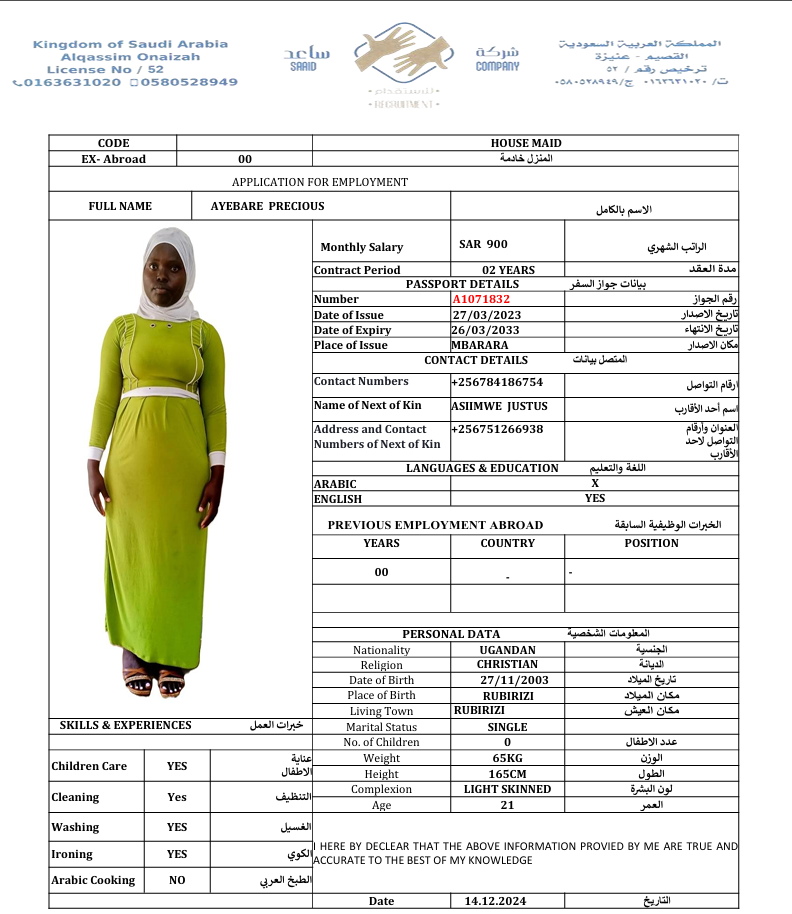 Kingdom of Saudi Arabia
Alqassim Onaizah
License No / 52
0163631020 0580528949
ساعد
SAAID
شركة
COMPANY
للاستقدام
RECRUITMENT
المملكة العربية السعودية
القصيم - عنيزة
ترخيص رقم / ٥٢
ت/ ٠١٦٣٦٣١٠٢٠ ج/٠٥٨٠٥٢٨٩٤٩
CODE HOUSE MAID
EX- Abroad 00 المنزل خادمة
APPLICATION FOR EMPLOYMENT
FULL NAME AYEBARE PRECIOUS الاسم بالكامل
Monthly Salary SAR 900 الراتب الشهري
Contract Period 02 YEARS مدة العقد
PASSPORT DETAILS بيانات جواز السفر
Number A1071832 رقم الجواز
Date of Issue 27/03/2023 تاريخ الاصدار
Date of Expiry 26/03/2033 تاريخ الانتهاء
Place of Issue MBARARA مكان الاصدار
CONTACT DETAILS المتصل بيانات
Contact Numbers +256784186754 ارقام التواصل
Name of Next of Kin ASIIMWE JUSTUS اسم أحد الأقارب
Address and Contact +256751266938 العنوان وأرقام
Numbers of Next of Kin التواصل لاحد
الأقارب
LANGUAGES & EDUCATION اللغة والتعليم
ARABIC X
ENGLISH YES
PREVIOUS EMPLOYMENT ABROAD الخبرات الوظيفية السابقة
YEARS COUNTRY POSITION
00 - -
PERSONAL DATA المعلومات الشخصية
Nationality UGANDAN الجنسية
Religion CHRISTIAN الديانة
Date of Birth 27/11/2003 تاريخ الميلاد
Place of Birth RUBIRIZI مكان الميلاد
Living Town RUBIRIZI مكان العيش
Marital Status SINGLE
No. of Children 0 عدد الاطفال
Weight 65KG الوزن
Height 165CM الطول
Complexion LIGHT SKINNED لون البشرة
Age 21 العمر
SKILLS & EXPERIENCES خبرات العمل
Children Care YES عناية
الاطفال
Cleaning Yes التنظيف
Washing YES الغسيل
Ironing YES الكوي
Arabic Cooking NO الطبخ العربي
I HERE BY DECLEAR THAT THE ABOVE INFORMATION PROVIED BY ME ARE TRUE AND
ACCURATE TO THE BEST OF MY KNOWLEDGE
Date 14.12.2024 التاريخ